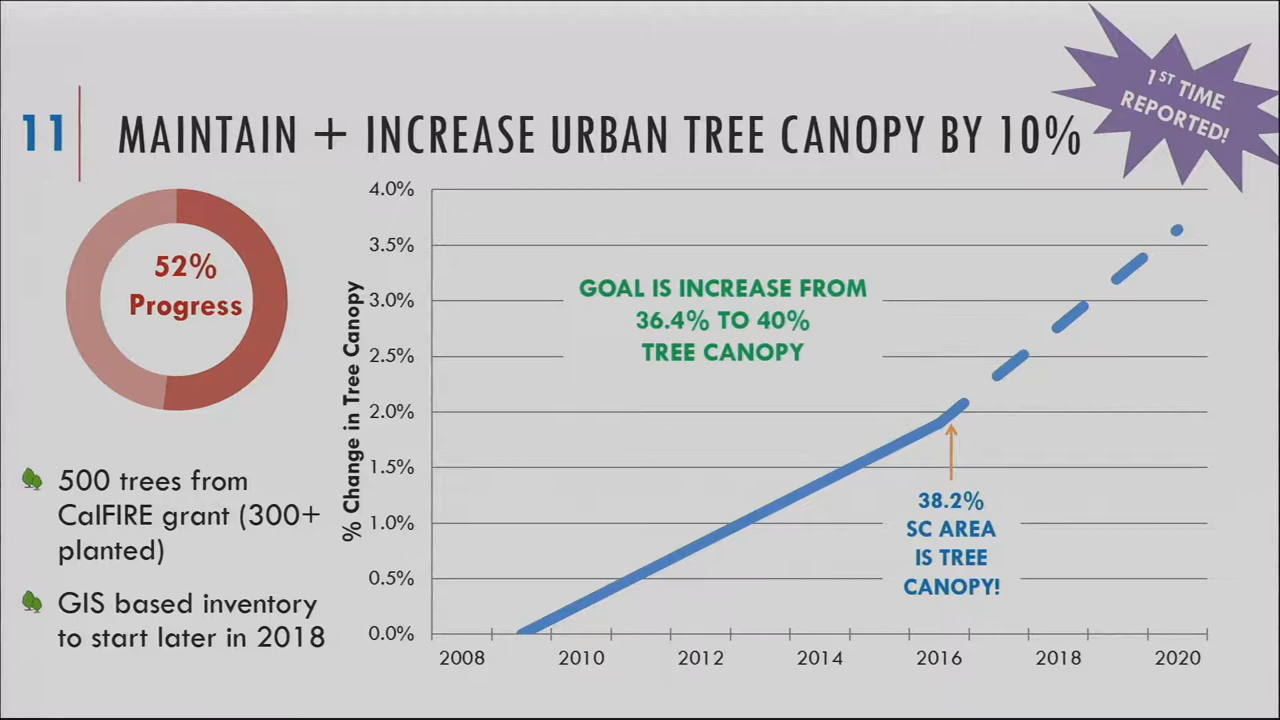 1ST TIME
REPORTED!
11
MAINTAIN + INCREASE URBAN TREE CANOPY BY 10%
52%
Progress
500 trees from
CalFIRE grant (300+
planted)
GIS based inventory
to start later in 2018
% Change in Tree Canopy
4.0%
3.5%
3.0%
2.5%
2.0%
1.5%
1.0%
0.5%
0.0%
GOAL IS INCREASE FROM
36.4% TO 40%
TREE CANOPY
38.2%
SC AREA
IS TREE
CANOPY!
2008
2010
2012
2014
2016
2018
2020